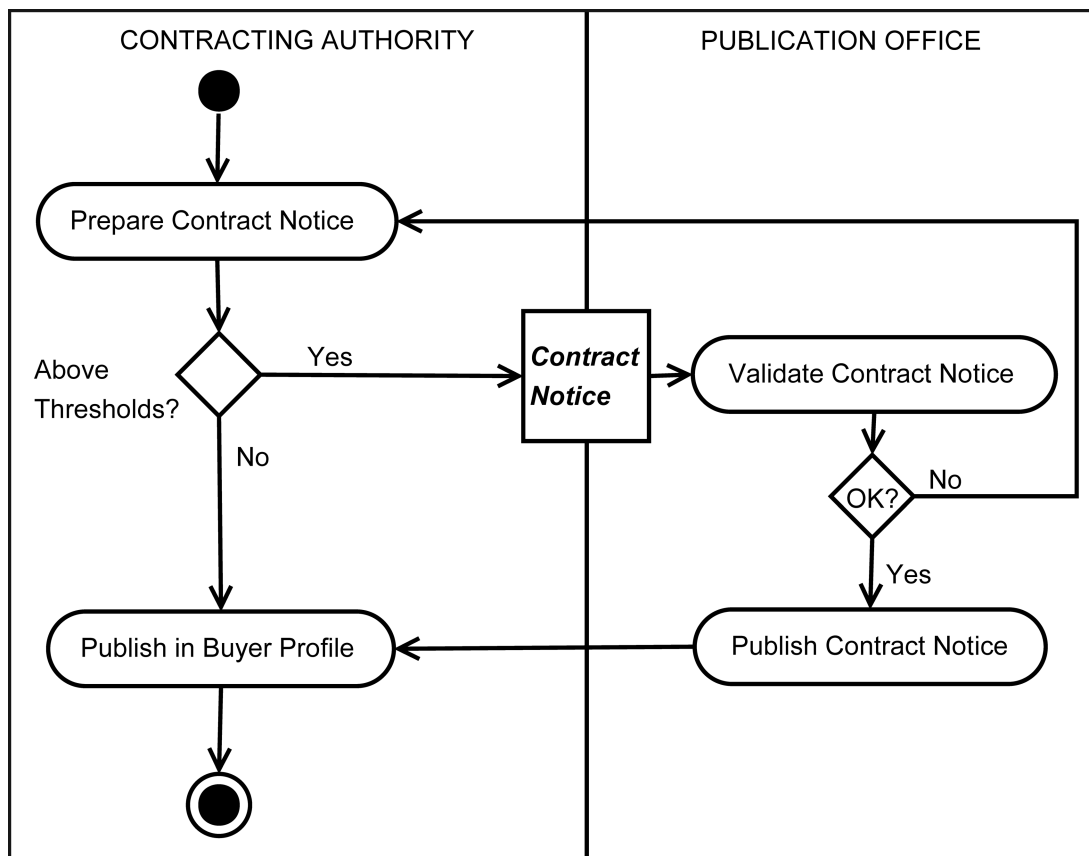 CONTRACTING AUTHORITY
PUBLICATION OFFICE
Prepare Contract Notice
Above
Thresholds?
Yes
Contract
Notice
Validate Contract Notice
No
OK?
No
Yes
Publish in Buyer Profile
Publish Contract Notice